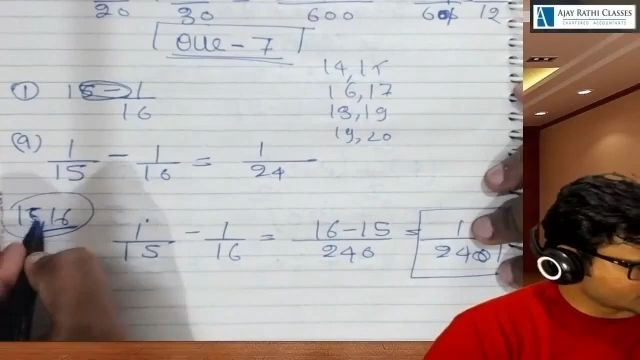 AJAY RATHI CLASSES
CHARTERED ACCOUNTANTS
20 30 600 12
QUE-7
14, 15
① 15 - 1/16
16, 17
18, 19
19, 20
(a) 1/15 - 1/16 = 1/24
15, 16
1/15 - 1/16 = 16-15/240 = 1/240